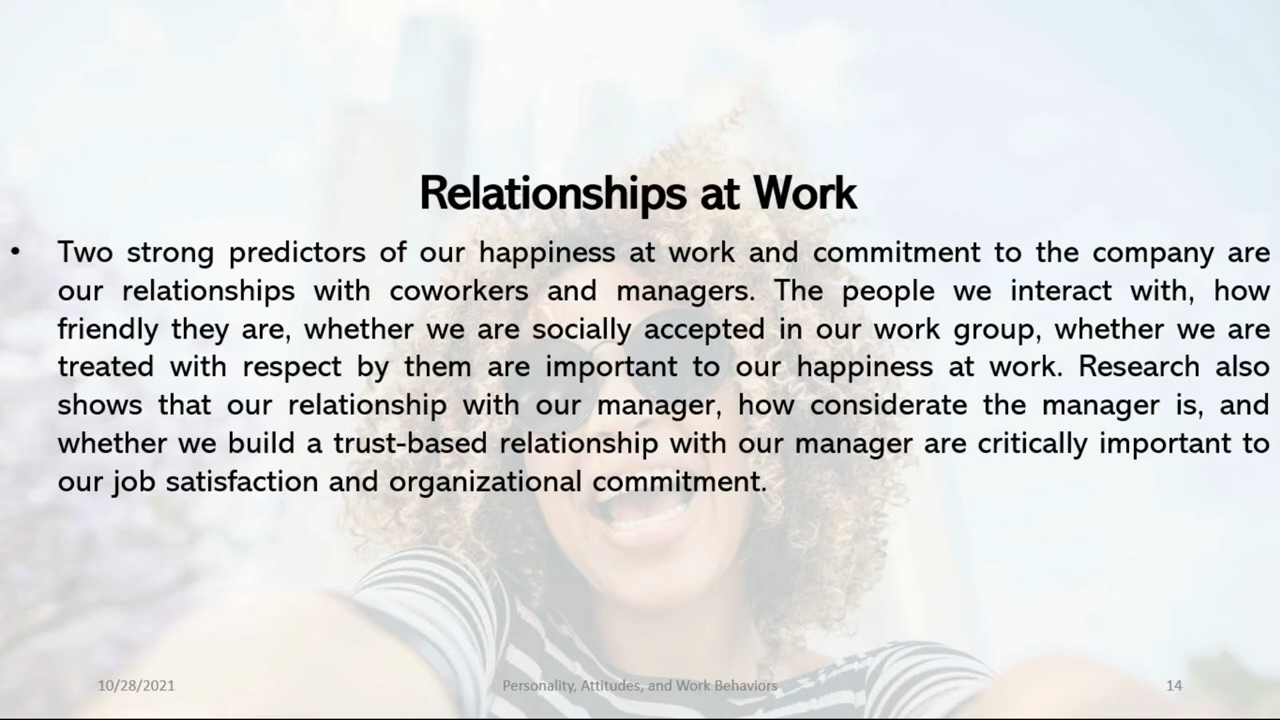 Relationships at Work
• Two strong predictors of our happiness at work and commitment to the company are
our relationships with coworkers and managers. The people we interact with, how
friendly they are, whether we are socially accepted in our work group, whether we are
treated with respect by them are important to our happiness at work. Research also
shows that our relationship with our manager, how considerate the manager is, and
whether we build a trust-based relationship with our manager are critically important to
our job satisfaction and organizational commitment.
10/28/2021 Personality, Attitudes, and Work Behaviors 14